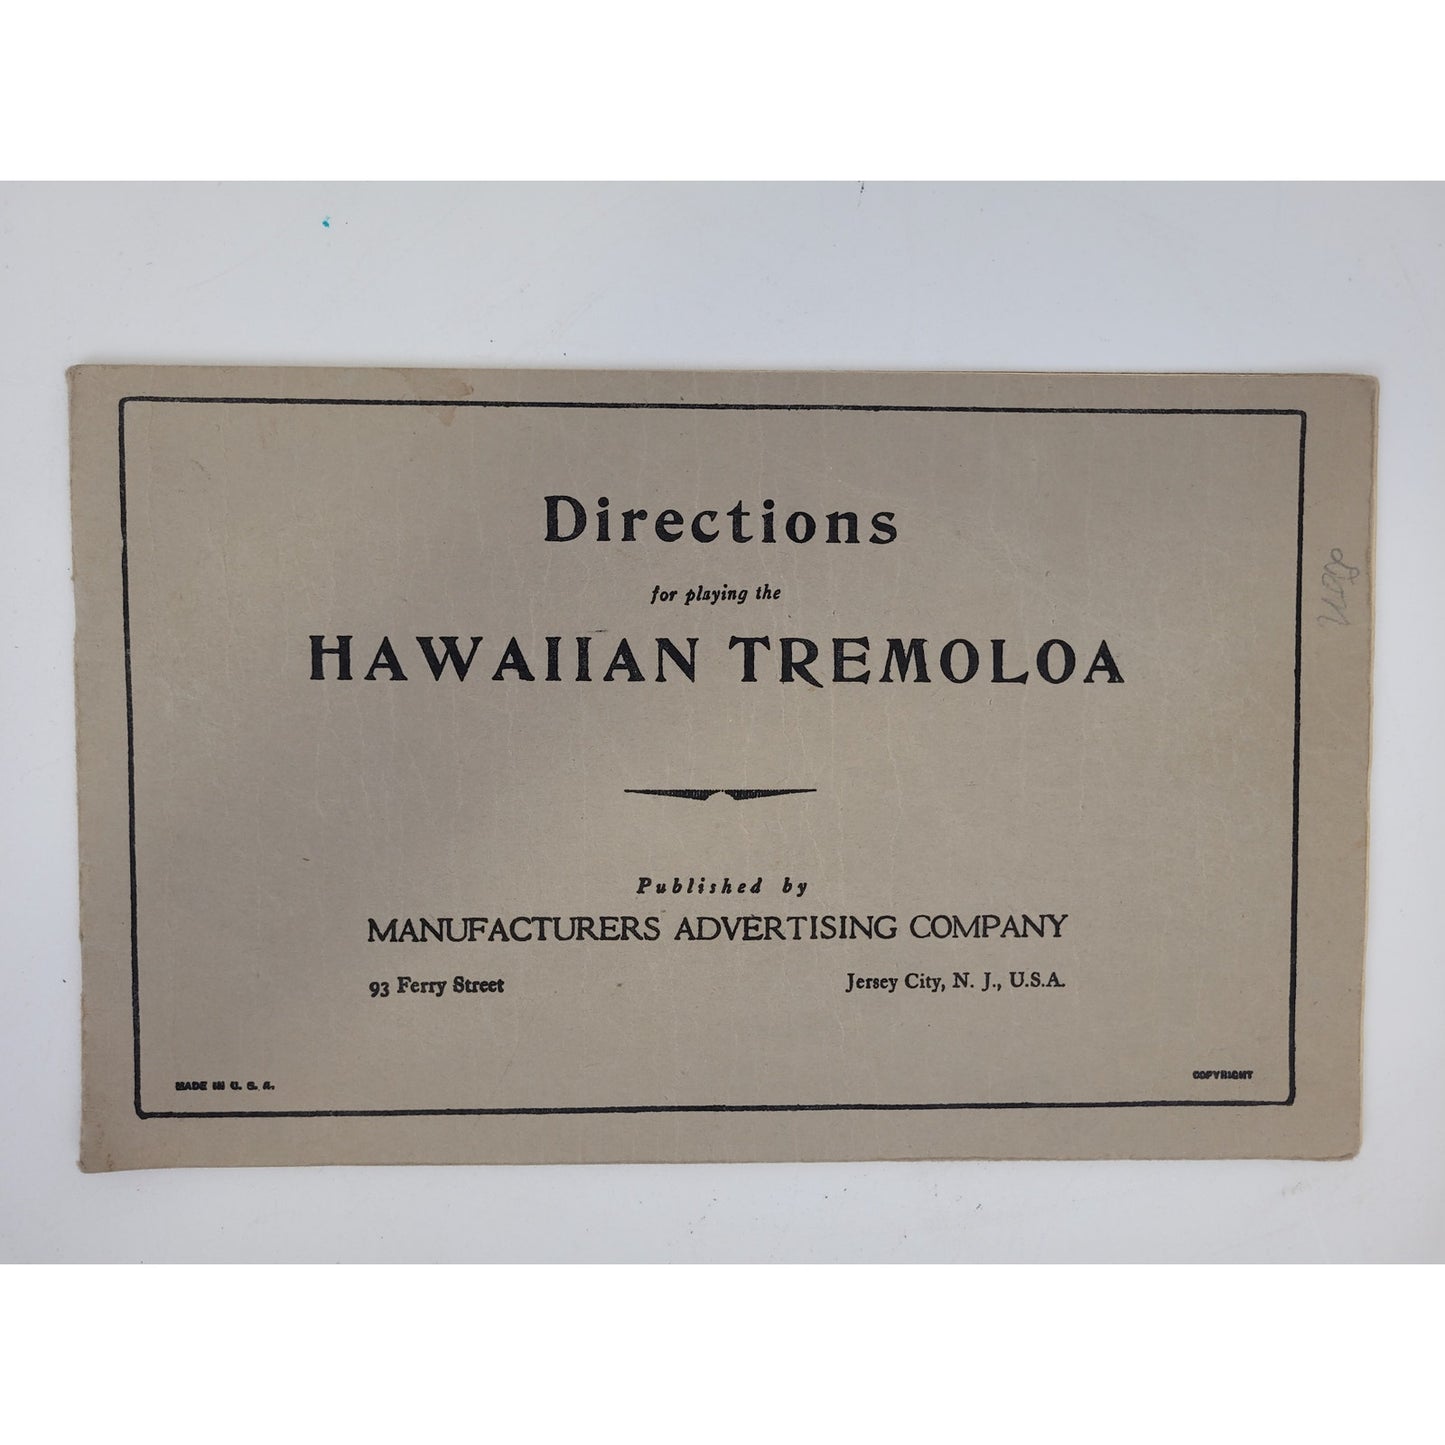 Directions
for playing the
HAWAIIAN TREMOLOA
Published by
MANUFACTURERS ADVERTISING COMPANY
93 Ferry Street Jersey City, N. J., U.S.A.
MADE IN U. S. A. COPYRIGHT